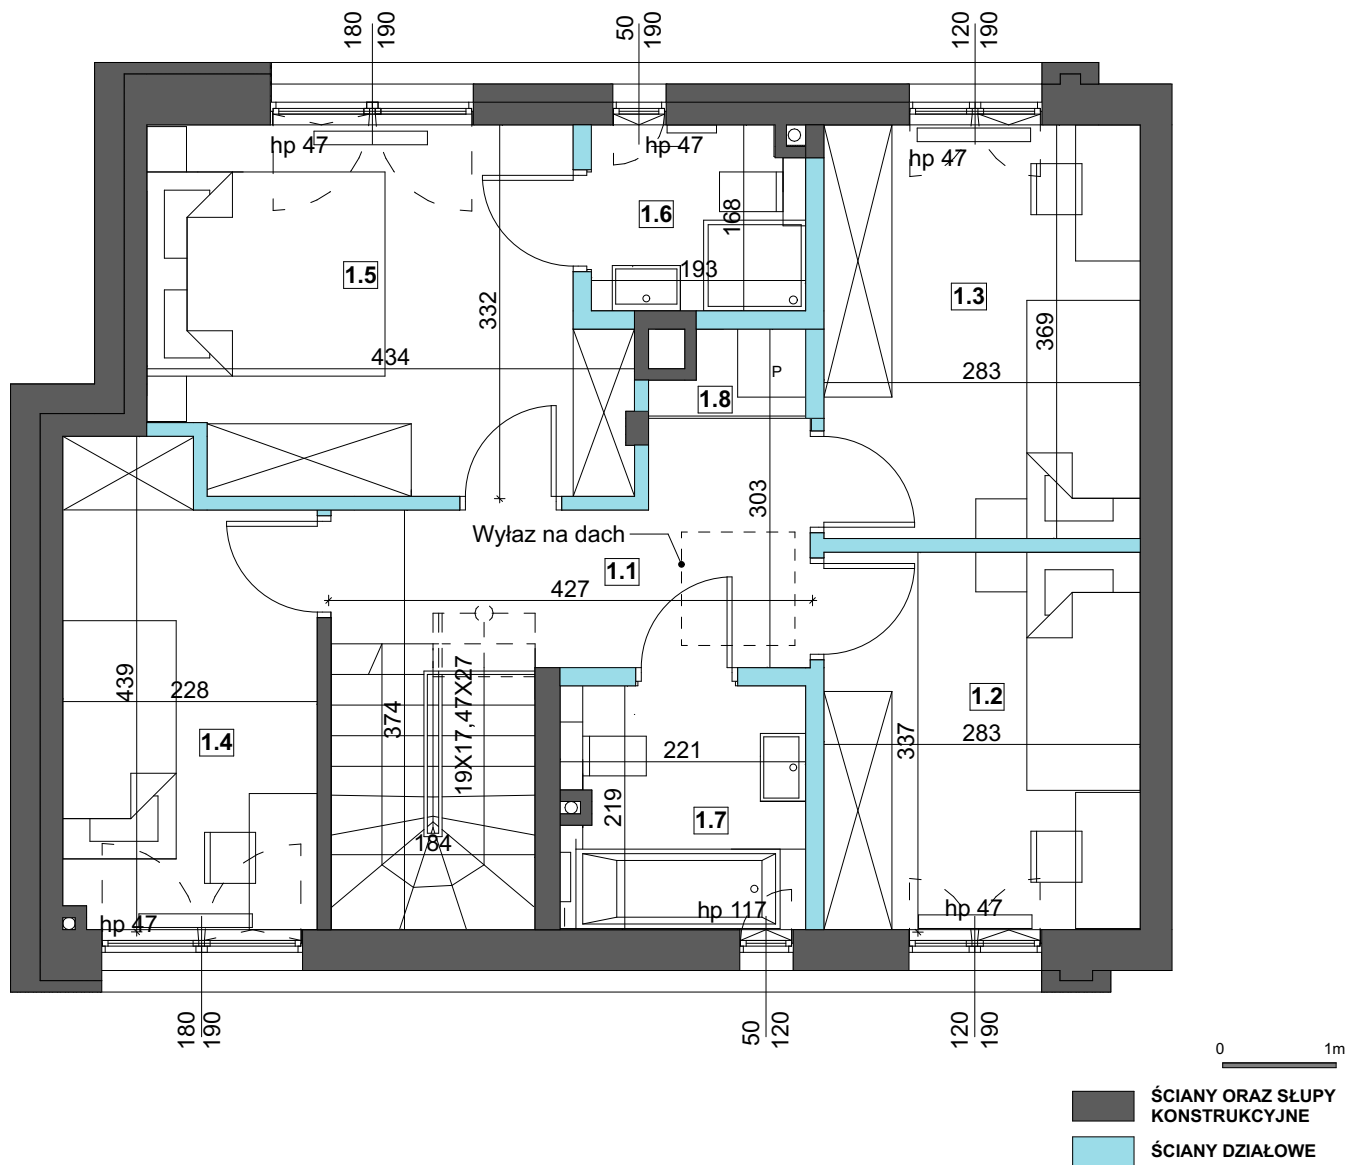 180
190
50
190
120
190
hp 47
hp 47
hp 47
1.6
168
193
1.5
332
434
1.3
369
283
P
1.8
303
Wyłaz na dach
1.1
427
439
228
1.4
374
19X17,47X27
184
221
219
1.7
1.2
283
337
hp 47
hp 117
hp 47
180
190
50
120
120
190
0 1m
ŚCIANY ORAZ SŁUPY
KONSTRUKCYJNE
ŚCIANY DZIAŁOWE